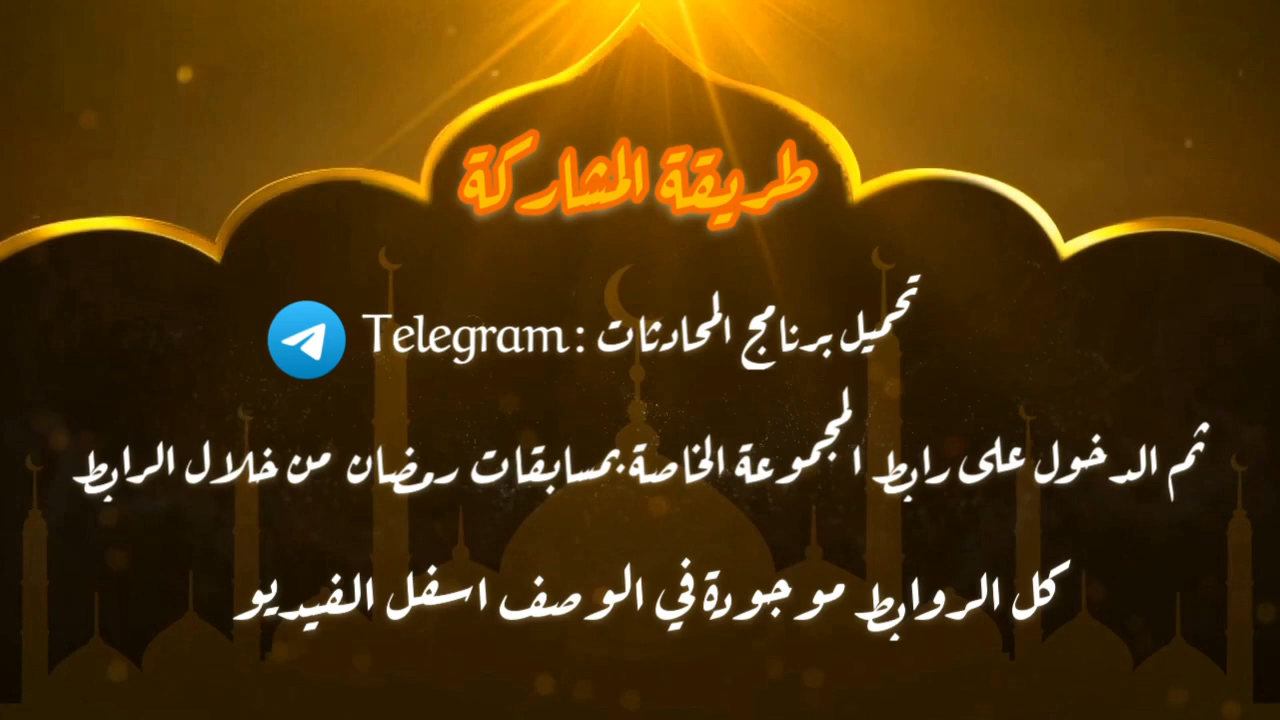 طريقة المشاركة
تحميل برنامج المحادثات : Telegram
ثم الدخول على رابط المجموعة الخاصة بمسابقات رمضان من خلال الرابط
كل الروابط موجودة في الوصف اسفل الفيديو